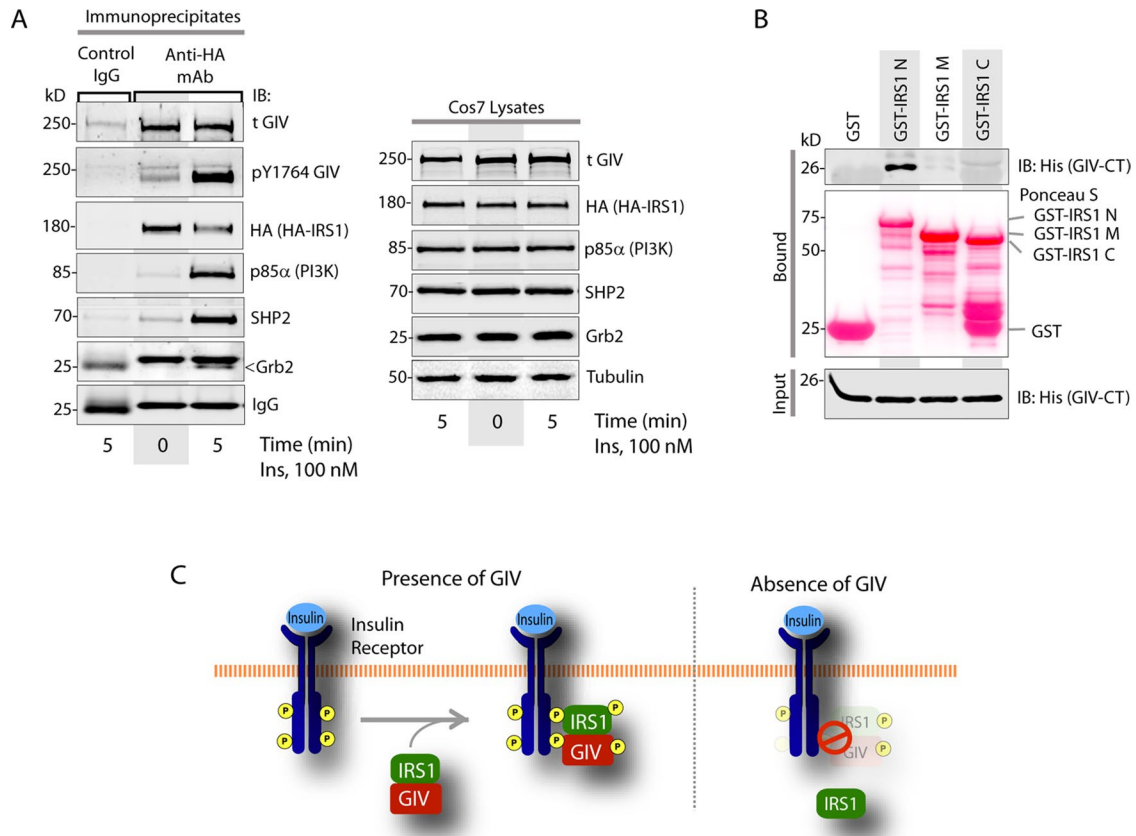 A
Immunoprecipitates
Control
IgG
Anti-HA
mAb
kD
IB:
250-
t GIV
250-
pY1764 GIV
180-
HA (HA-IRS1)
85-
p85α (PI3K)
70-
SHP2
25-
<Grb2
25-
IgG
5 0 5 Time (min)
Ins, 100 nM
Cos7 Lysates
250-
t GIV
180-
HA (HA-IRS1)
85-
p85α (PI3K)
70-
SHP2
25-
Grb2
50-
Tubulin
5 0 5 Time (min)
Ins, 100 nM
B
GST
GST-IRS1 N
GST-IRS1 M
GST-IRS1 C
kD
26-
IB: His (GIV-CT)
Bound
Ponceau S
75-
GST-IRS1 N
GST-IRS1 M
50-
GST-IRS1 C
25-
GST
Input
26-
IB: His (GIV-CT)
C
Presence of GIV
Absence of GIV
Insulin
Insulin
Receptor
Insulin
Insulin
P P
P P
IRS1
GIV
P P P
P P P
IRS1
GIV
P IRS1 P
P GIV P
IRS1